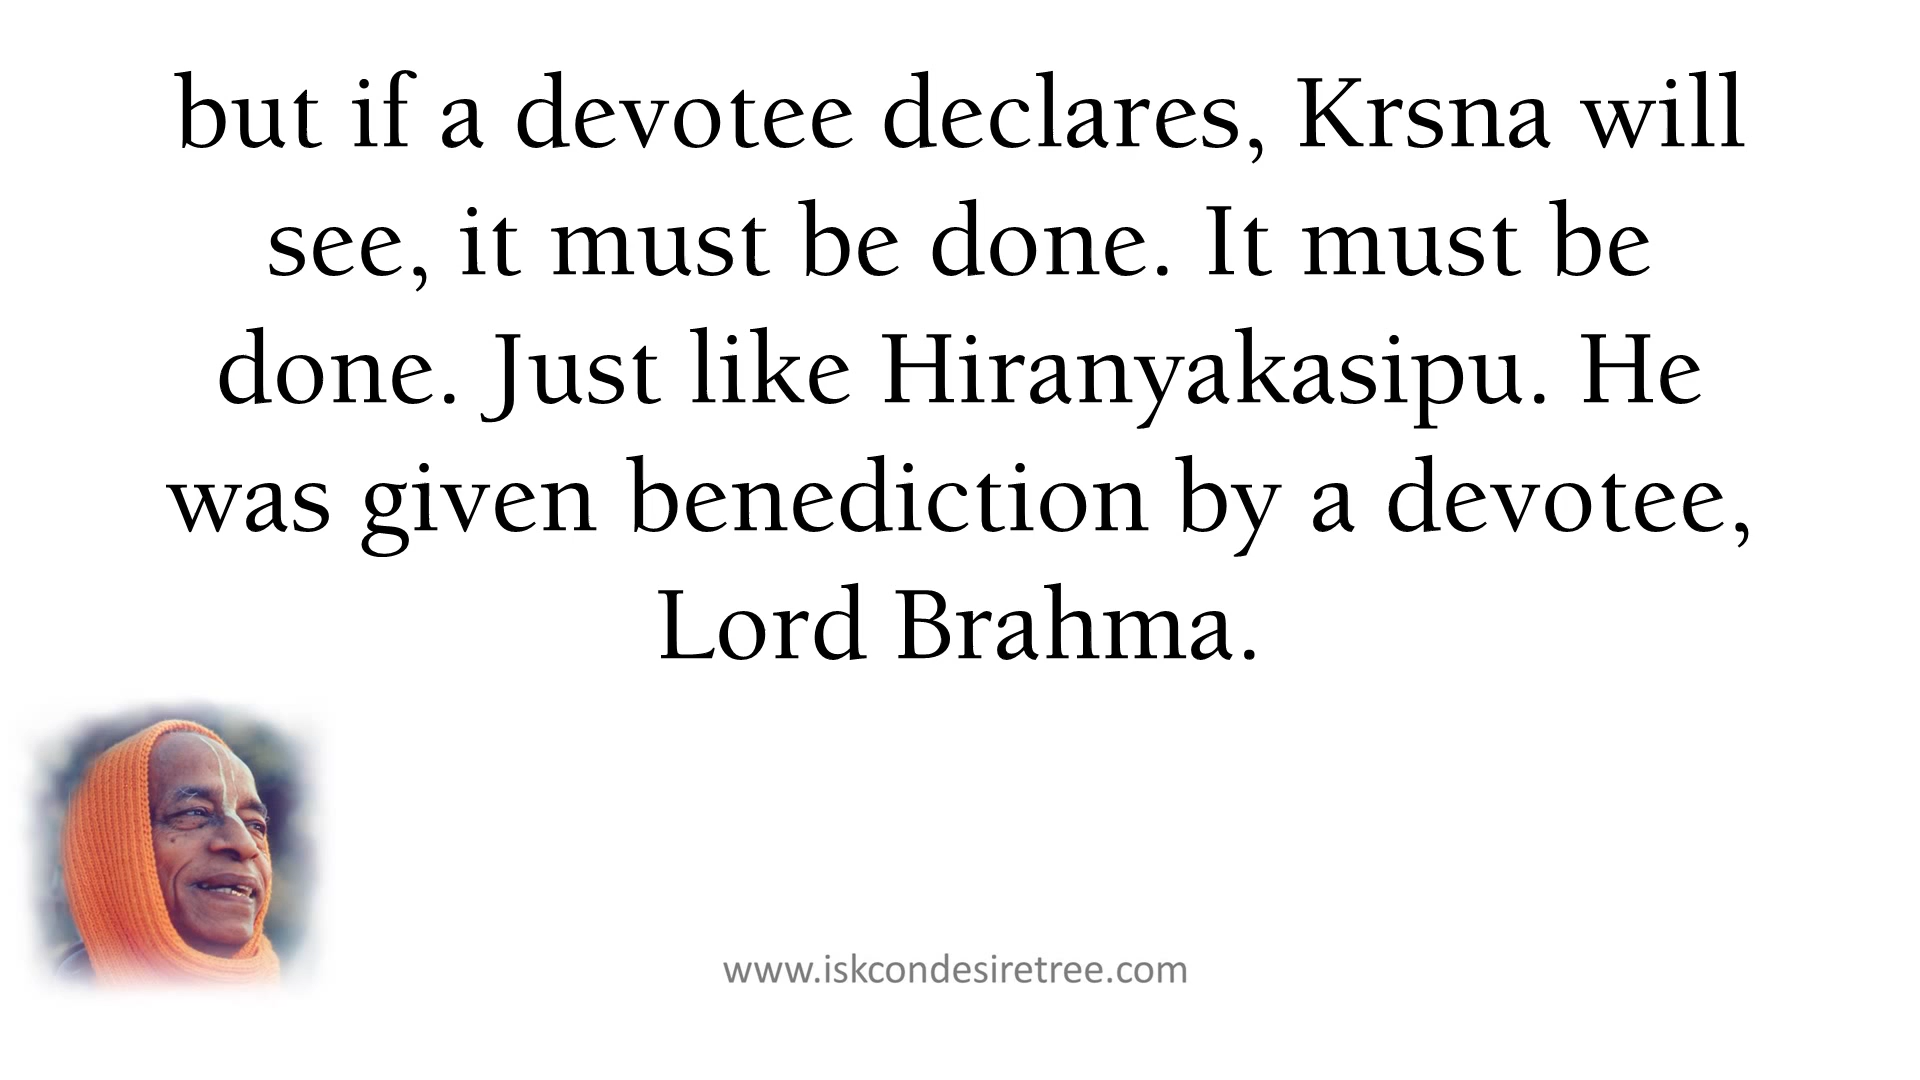 but if a devotee declares, Krsna will
see, it must be done. It must be
done. Just like Hiranyakasipu. He
was given benediction by a devotee,
Lord Brahma.
www.iskcondesiretree.com